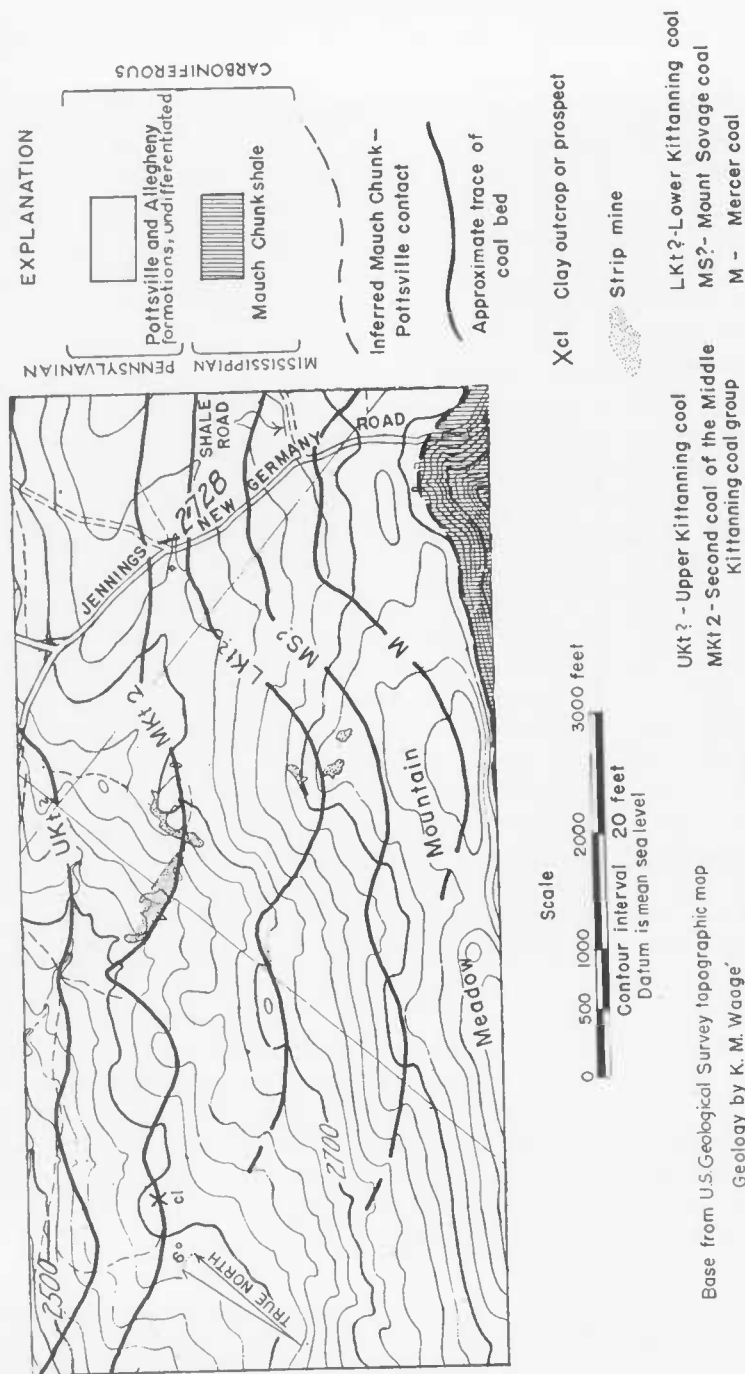 EXPLANATION
Pottsville and Allegheny
formations, undifferentiated
Mauch Chunk shale
PENNSYLVANIAN
MISSISSIPPIAN
CARBONIFEROUS
Inferred Mauch Chunk –
Pottsville contact
Approximate trace of
coal bed
Xcl Clay outcrop or prospect
Strip mine
UKt? - Upper Kittanning coal
MKt2 - Second coal of the Middle
Kittanning coal group
LKt? - Lower Kittanning coal
MS? - Mount Savage coal
M - Mercer coal
Scale
0 500 1000 2000 3000 feet
Contour interval 20 feet
Datum is mean sea level
Base from U.S. Geological Survey topographic map
Geology by K. M. Waagé
JENNINGS
NEW GERMANY
ROAD
SHALE
ROAD
2728
UKt?
MKt 2
LKt?
MS?
M
Meadow
Mountain
2500
2700
cl
6°
TRUE NORTH